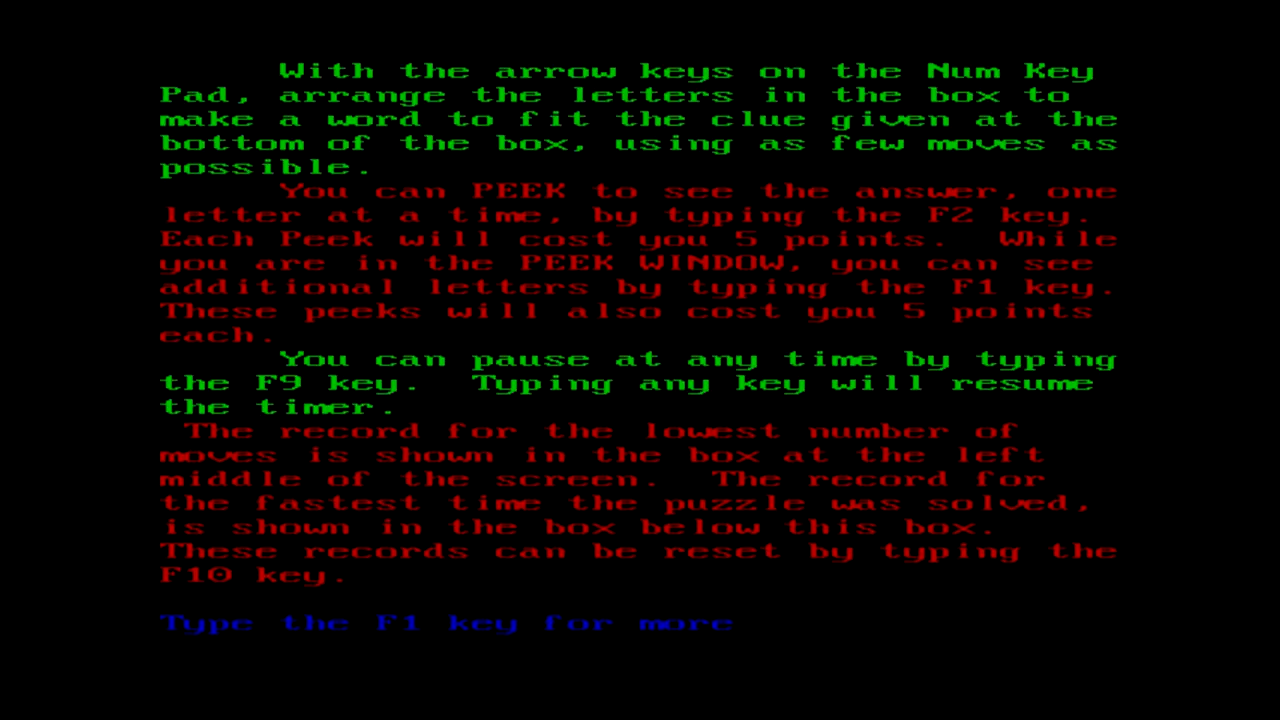 With the arrow keys on the Num Key
Pad, arrange the letters in the box to
make a word to fit the clue given at the
bottom of the box, using as few moves as
possible.
You can PEEK to see the answer, one
letter at a time, by typing the F2 key.
Each Peek will cost you 5 points.  While
you are in the PEEK WINDOW, you can see
additional letters by typing the F1 key.
These peeks will also cost you 5 points
each.
You can pause at any time by typing
the F9 key.  Typing any key will resume
the timer.
The record for the lowest number of
moves is shown in the box at the left
middle of the screen.  The record for
the fastest time the puzzle was solved,
is shown in the box below this box.
These records can be reset by typing the
F10 key.
Type the F1 key for more